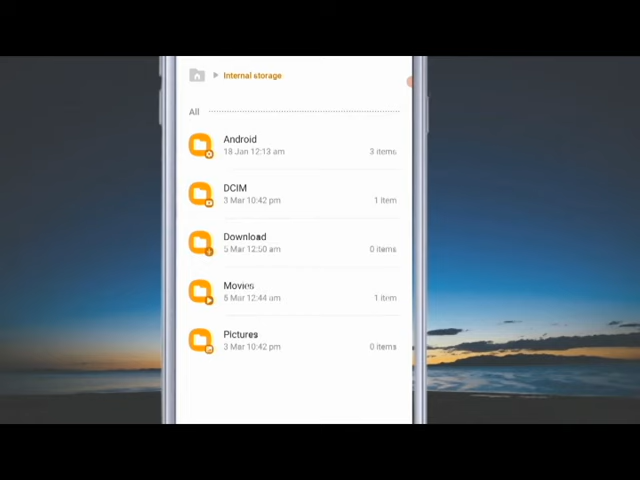 Internal storage
All
Android
18 Jan 12:13 am
3 items
DCIM
3 Mar 10:42 pm
1 item
Download
5 Mar 12:50 am
0 items
Movies
5 Mar 12:44 am
1 item
Pictures
3 Mar 10:42 pm
0 items